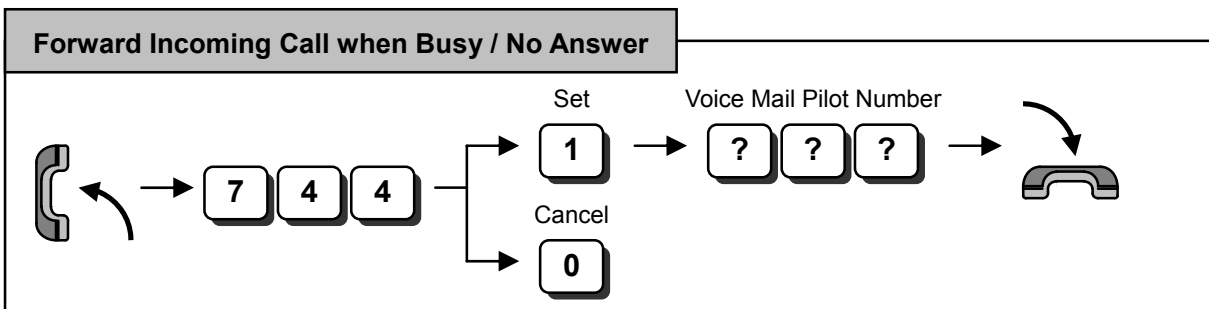 Forward Incoming Call when Busy / No Answer
Set Voice Mail Pilot Number
7 4 4 1 ? ? ?
Cancel
0